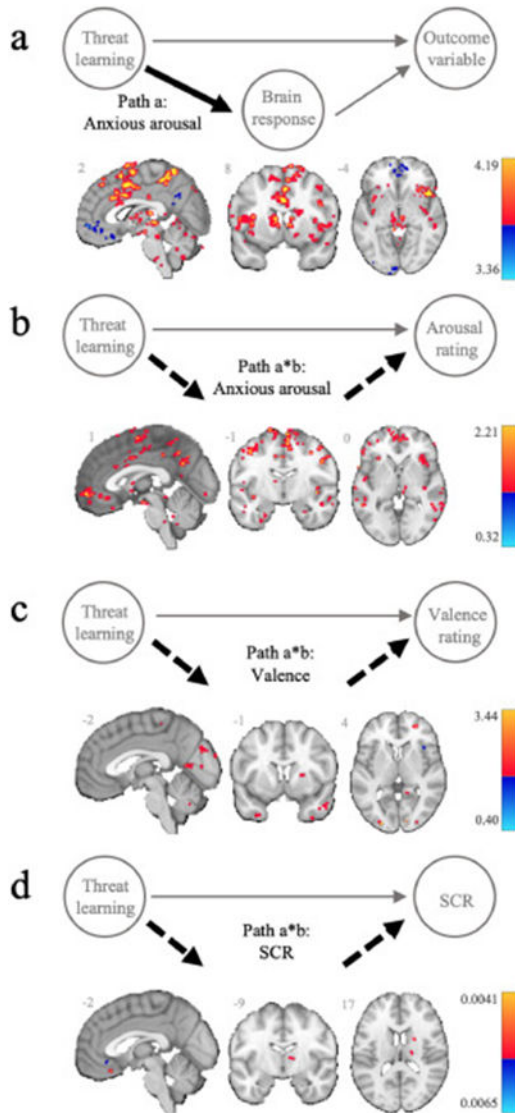 a
Threat
learning
Outcome
variable
Path a:
Anxious arousal
Brain
response
2
8
-4
4.19
3.36
b
Threat
learning
Arousal
rating
Path a*b:
Anxious arousal
1
-1
0
2.21
0.32
c
Threat
learning
Valence
rating
Path a*b:
Valence
-2
-1
4
3.44
0.40
d
Threat
learning
SCR
Path a*b:
SCR
-2
-9
17
0.0041
0.0065